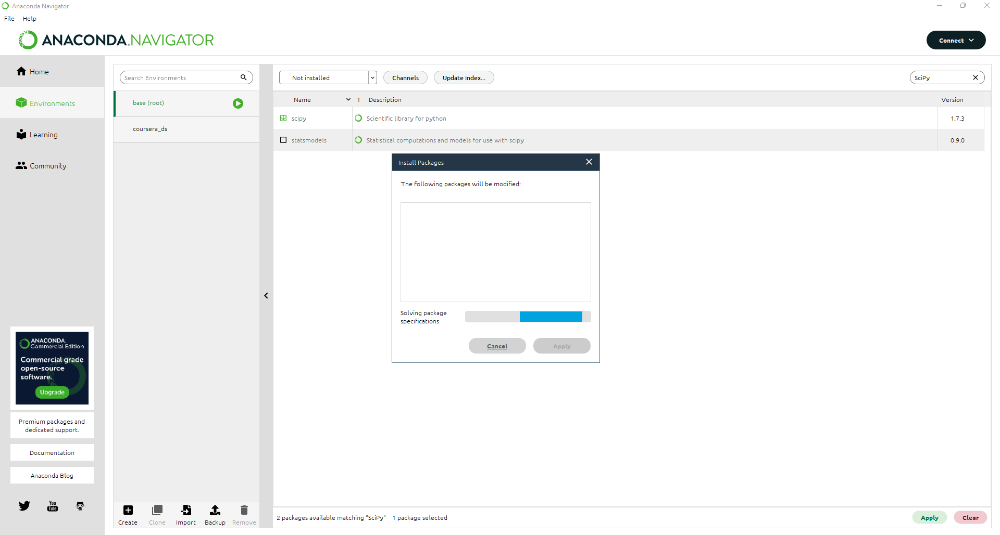 Anaconda Navigator
File Help
ANACONDA.NAVIGATOR
Connect
Home
Environments
Learning
Community
ANACONDA.
Commercial Edition
Commercial grade
open-source
software.
Upgrade
Premium packages and
dedicated support.
Documentation
Anaconda Blog
You
Tube
Search Environments
base (root)
coursera_ds
Create Clone Import Backup Remove
Not installed Channels Update index... SciPy
Name T Description Version
scipy Scientific library for python 1.7.3
statsmodels Statistical computations and models for use with scipy 0.9.0
Install Packages
The following packages will be modified:
Solving package
specifications
Cancel Apply
2 packages available matching "SciPy" 1 package selected
Apply Clear